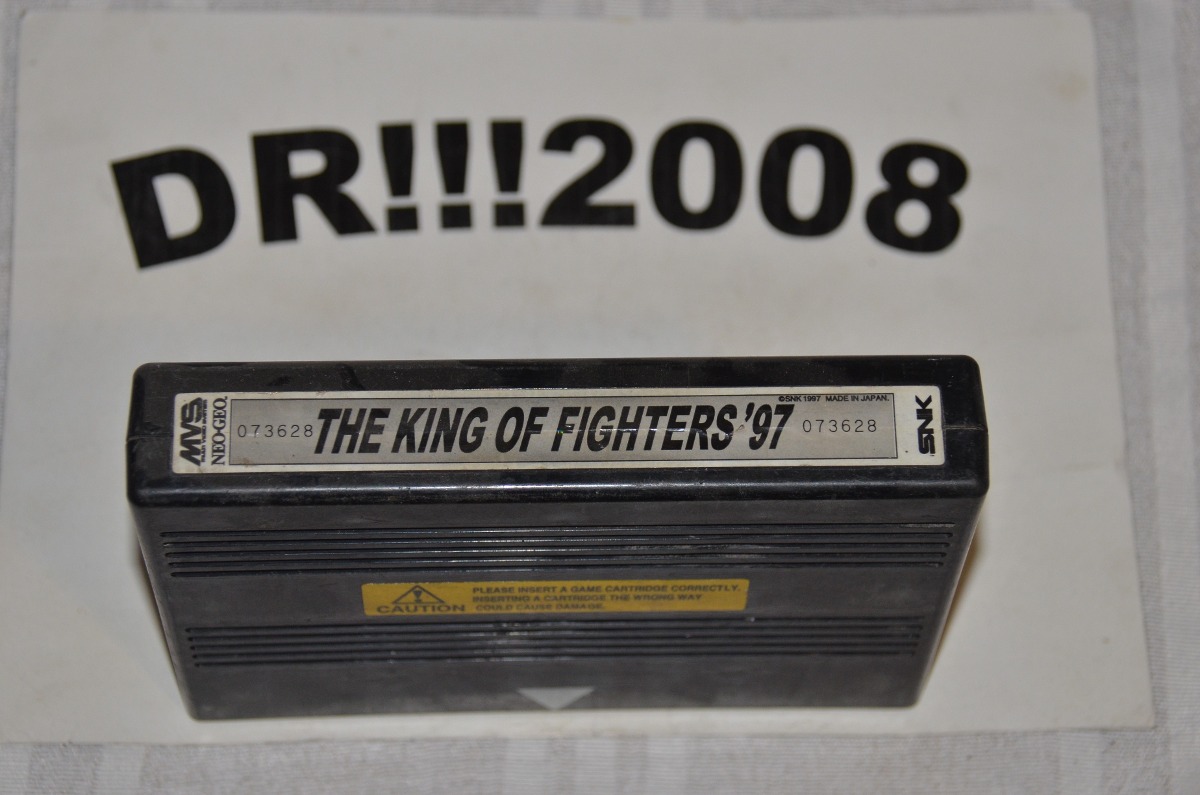 DR!!!2008
©SNK 1997 MADE IN JAPAN.
MVS
NEO·GEO.
073628 THE KING OF FIGHTERS '97 073628
SNK
CAUTION
PLEASE INSERT A GAME CARTRIDGE CORRECTLY.
INSERTING A CARTRIDGE THE WRONG WAY
COULD CAUSE DAMAGE.